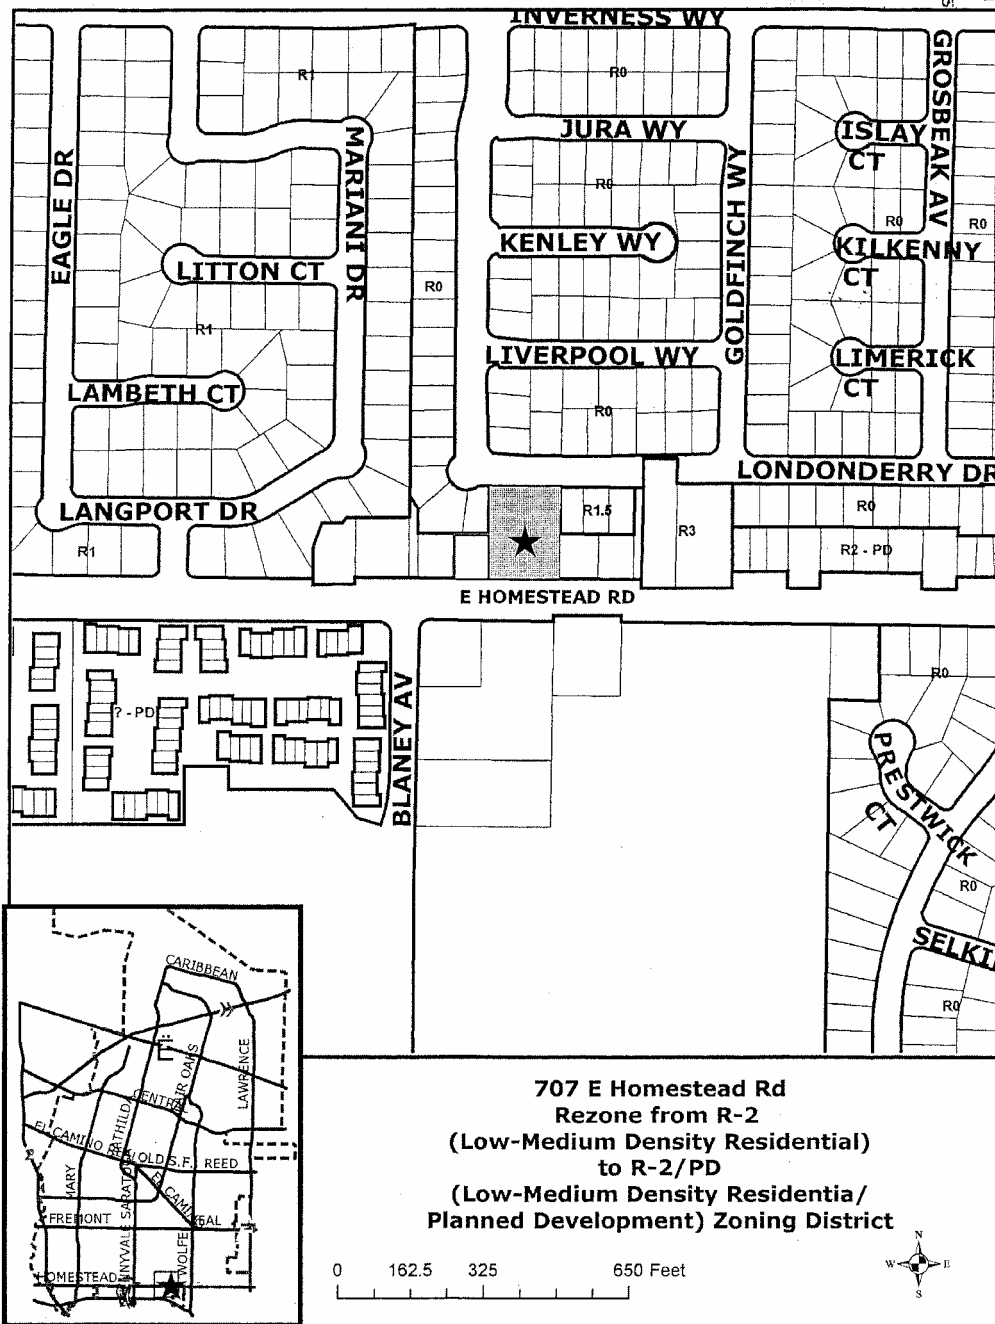 INVERNESS WY
R1
R0
GROSBEAK AV
JURA WY
ISLAY
CT
MARIANI DR
EAGLE DR
GOLDFINCH WY
R0
R0
R0
KENLEY WY
KILKENNY
CT
LITTON CT
R0
R1
LIVERPOOL WY
LIMERICK
CT
LAMBETH CT
R0
LONDONDERRY DR
LANGPORT DR
R1.5
R0
R3
R1
R2 - PD
E HOMESTEAD RD
R0
BLANEY AV
? - PD
PRESTWICK
CT
R0
SELKI
R0
CARIBBEAN
LAWRENCE
FAIR OAKS
CENTRAL
MATHILDA
EL CAMINO R
OLD S.F.
REED
MARY
EL CAMINO
REAL
FREMONT
WOLFE
HOMESTEAD
707 E Homestead Rd
Rezone from R-2
(Low-Medium Density Residential)
to R-2/PD
(Low-Medium Density Residentia/
Planned Development) Zoning District
0 162.5 325 650 Feet
N
W E
S